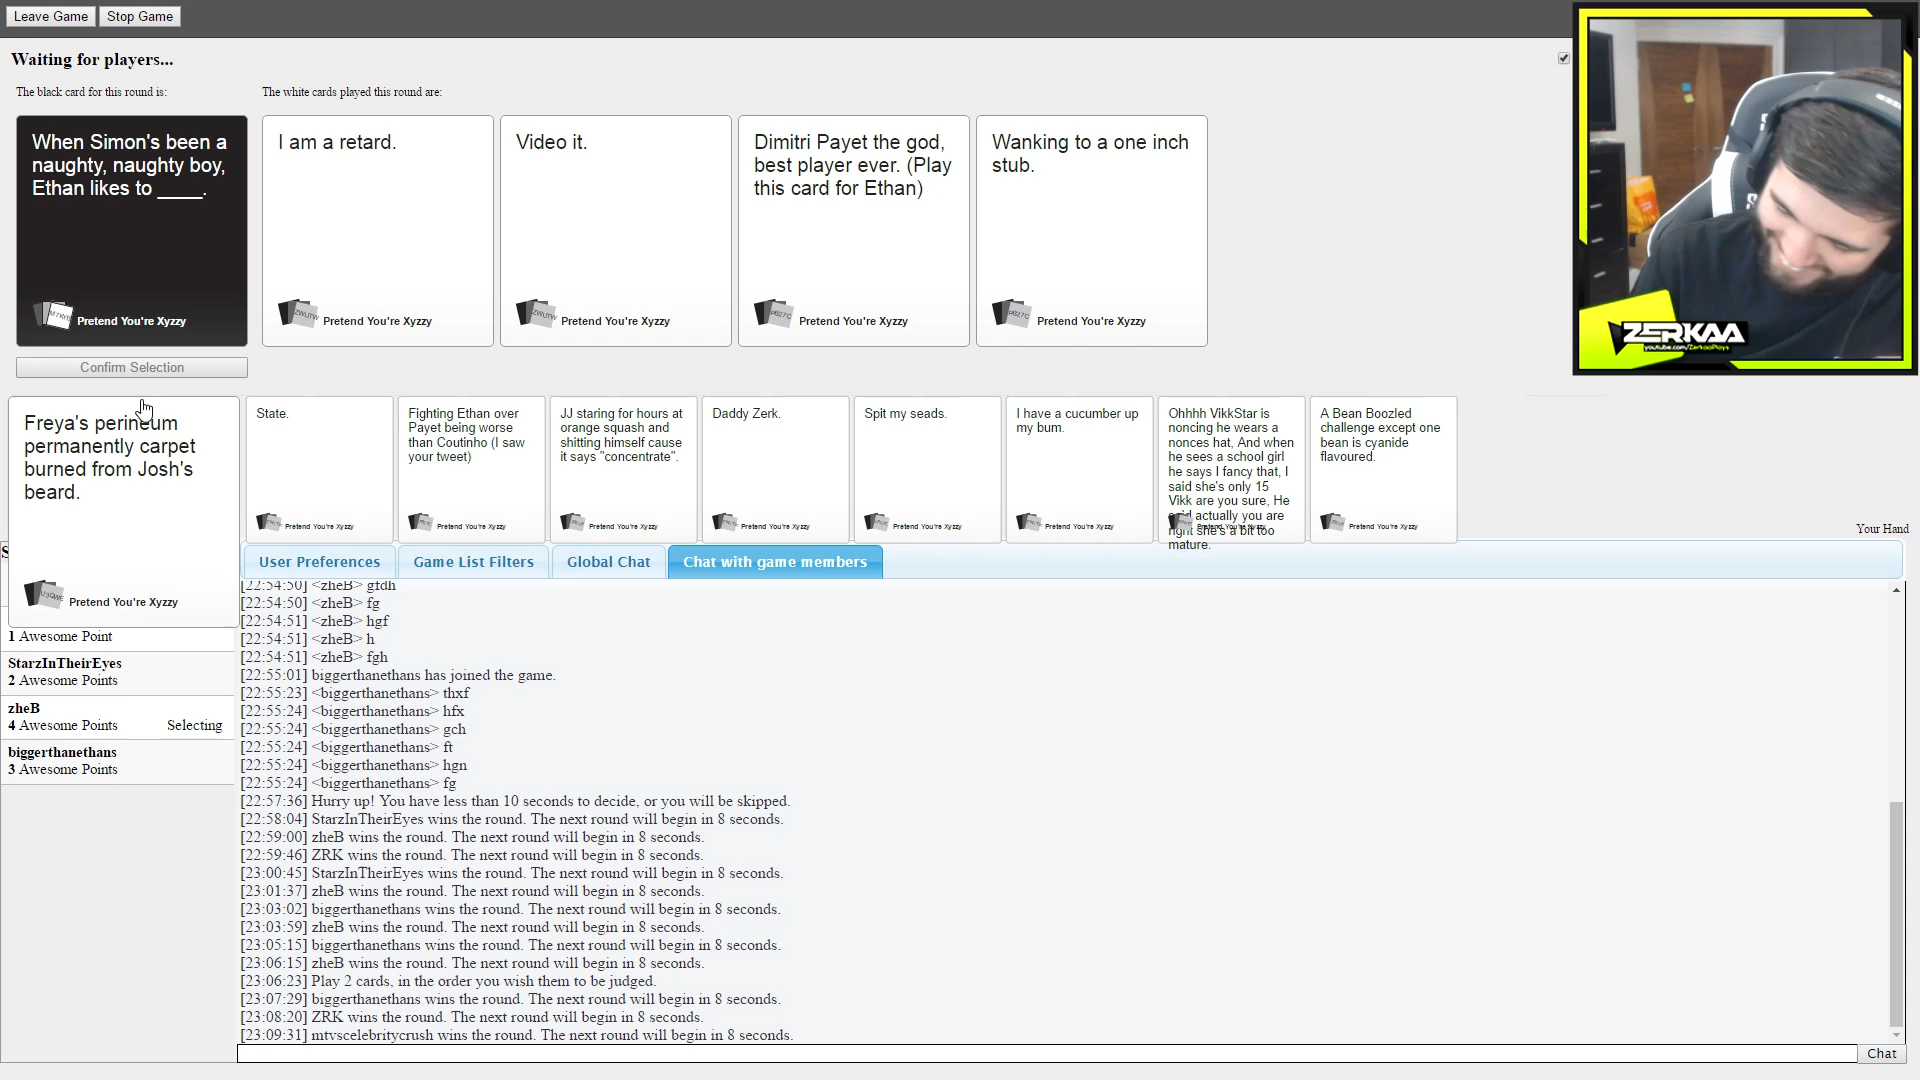 Leave Game
Stop Game
Waiting for players...
The black card for this round is:
The white cards played this round are:
When Simon's been a
naughty, naughty boy,
Ethan likes to ____.
Pretend You're Xyzzy
I am a retard.
Pretend You're Xyzzy
Video it.
Pretend You're Xyzzy
Dimitri Payet the god,
best player ever. (Play
this card for Ethan)
Pretend You're Xyzzy
Wanking to a one inch
stub.
Pretend You're Xyzzy
ZERKAA
youtube.com/ZerkaaPlays
Confirm Selection
Freya's perineum
permanently carpet
burned from Josh's
beard.
Pretend You're Xyzzy
State.
Pretend You're Xyzzy
Fighting Ethan over
Payet being worse
than Coutinho (I saw
your tweet)
Pretend You're Xyzzy
JJ staring for hours at
orange squash and
shitting himself cause
it says "concentrate".
Pretend You're Xyzzy
Daddy Zerk.
Pretend You're Xyzzy
Spit my seads.
Pretend You're Xyzzy
I have a cucumber up
my bum.
Pretend You're Xyzzy
Ohhhh VikkStar is
noncing he wears a
nonces hat, And when
he sees a school girl
he says I fancy that, I
said she's only 15
Vikk are you sure, He
said actually you are
right she's a bit too
mature.
A Bean Boozled
challenge except one
bean is cyanide
flavoured.
Pretend You're Xyzzy
Your Hand
User Preferences
Game List Filters
Global Chat
Chat with game members
1 Awesome Point
StarzInTheirEyes
2 Awesome Points
zheB
4 Awesome Points
Selecting
biggerthanethans
3 Awesome Points
[22:54:50] <zheB> gfdh
[22:54:50] <zheB> fg
[22:54:51] <zheB> hgf
[22:54:51] <zheB> h
[22:54:51] <zheB> fgh
[22:55:01] biggerthanethans has joined the game.
[22:55:23] <biggerthanethans> thxf
[22:55:24] <biggerthanethans> hfx
[22:55:24] <biggerthanethans> gch
[22:55:24] <biggerthanethans> ft
[22:55:24] <biggerthanethans> hgn
[22:55:24] <biggerthanethans> fg
[22:57:36] Hurry up! You have less than 10 seconds to decide, or you will be skipped.
[22:58:04] StarzInTheirEyes wins the round. The next round will begin in 8 seconds.
[22:59:00] zheB wins the round. The next round will begin in 8 seconds.
[22:59:46] ZRK wins the round. The next round will begin in 8 seconds.
[23:00:45] StarzInTheirEyes wins the round. The next round will begin in 8 seconds.
[23:01:37] zheB wins the round. The next round will begin in 8 seconds.
[23:03:02] biggerthanethans wins the round. The next round will begin in 8 seconds.
[23:03:59] zheB wins the round. The next round will begin in 8 seconds.
[23:05:15] biggerthanethans wins the round. The next round will begin in 8 seconds.
[23:06:15] zheB wins the round. The next round will begin in 8 seconds.
[23:06:23] Play 2 cards, in the order you wish them to be judged.
[23:07:29] biggerthanethans wins the round. The next round will begin in 8 seconds.
[23:08:20] ZRK wins the round. The next round will begin in 8 seconds.
[23:09:31] mtvscelebritycrush wins the round. The next round will begin in 8 seconds.
Chat